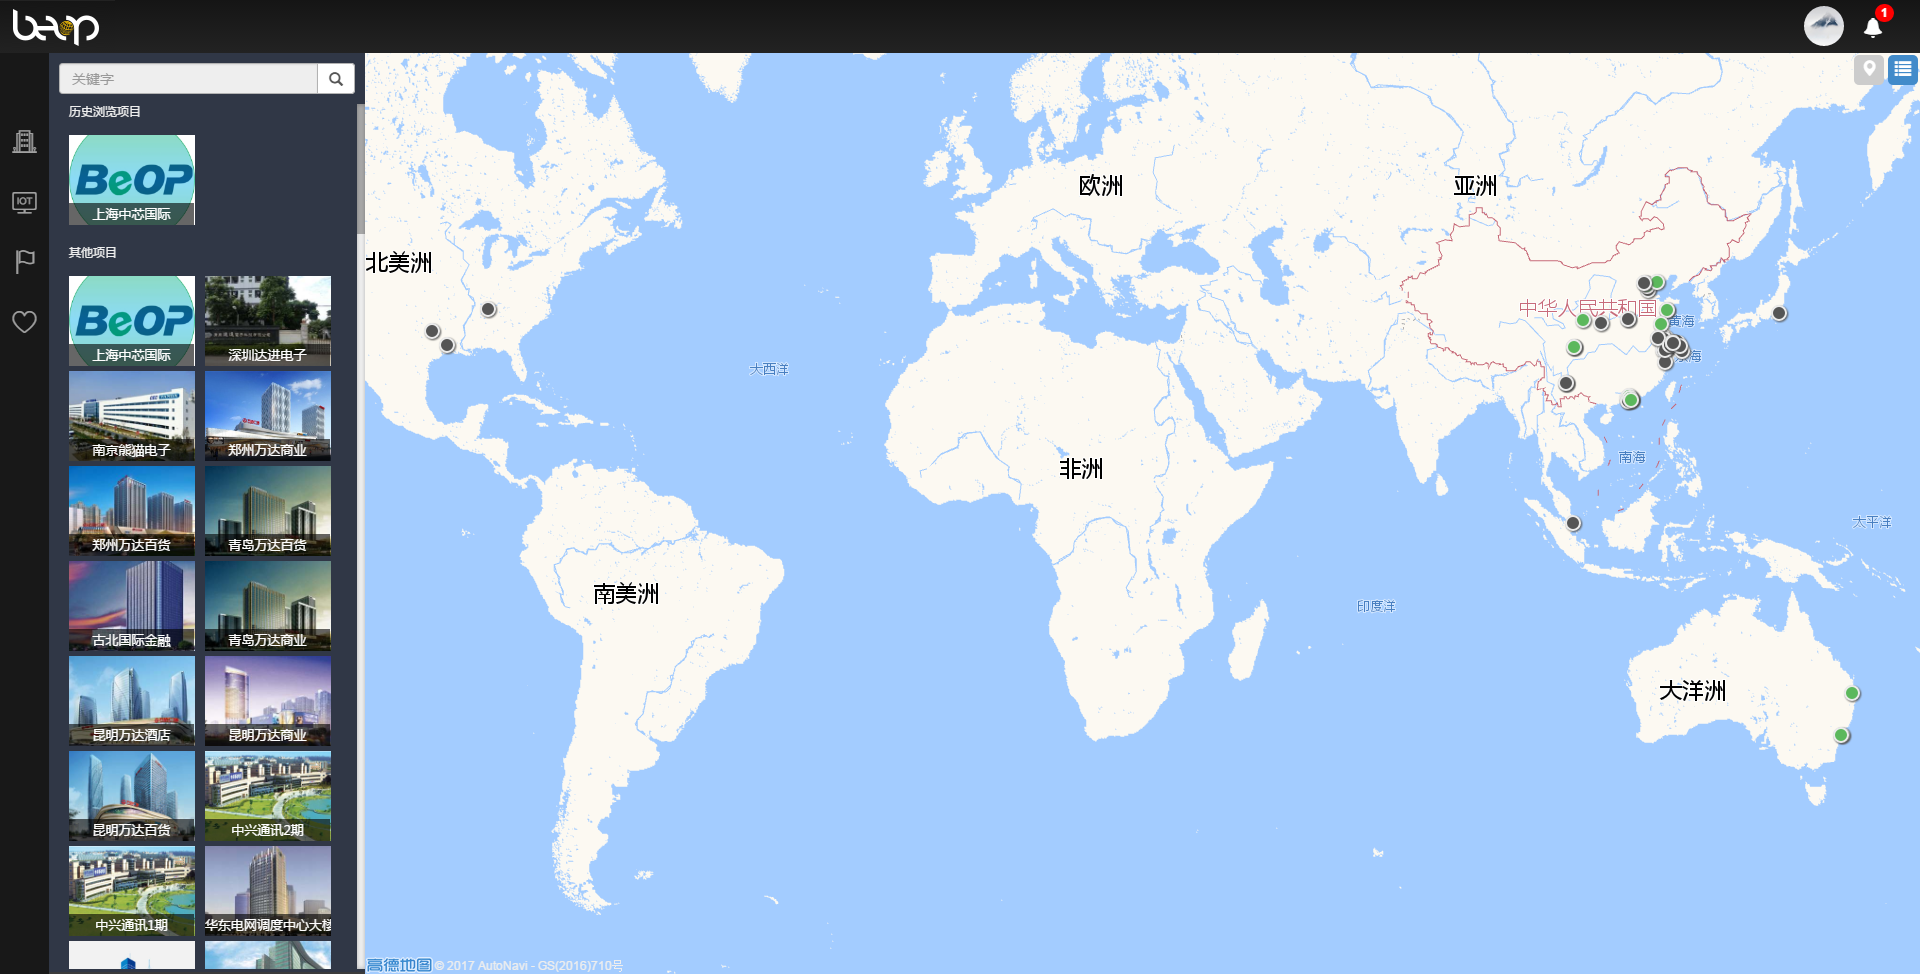 beop
1
关键字
历史浏览项目
IOT
BeOP
上海中芯国际
其他项目
BeOP
上海中芯国际
深圳达进电子
南京熊猫电子
郑州万达商业
郑州万达百货
青岛万达百货
古北国际金融
青岛万达商业
昆明万达酒店
昆明万达商业
昆明万达百货
中兴通讯2期
中兴通讯1期
华东电网调度中心大楼
欧洲
亚洲
北美洲
中华人民共和国
黄海
东海
大西洋
非洲
南海
太平洋
南美洲
印度洋
大洋洲
高德地图 © 2017 AutoNavi - GS(2016)710号